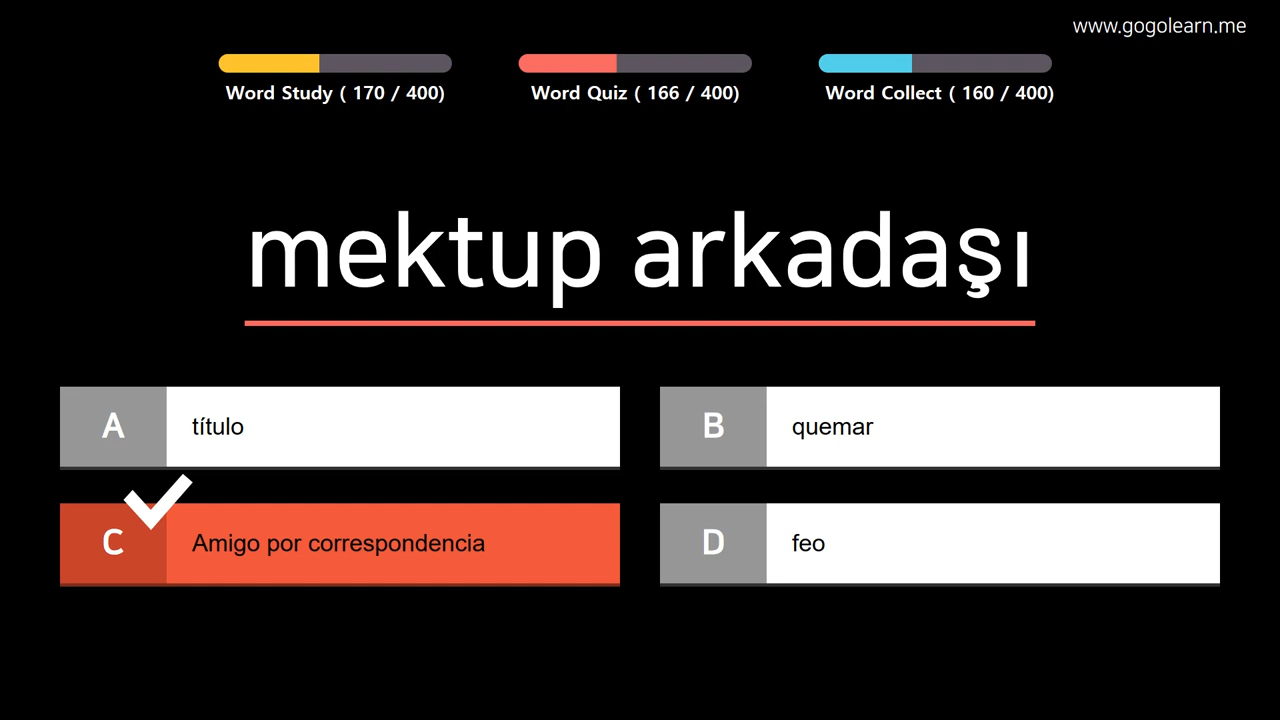 www.gogolearn.me
Word Study ( 170 / 400)
Word Quiz ( 166 / 400)
Word Collect ( 160 / 400)
mektup arkadaşı
A título
B quemar
C Amigo por correspondencia
D feo